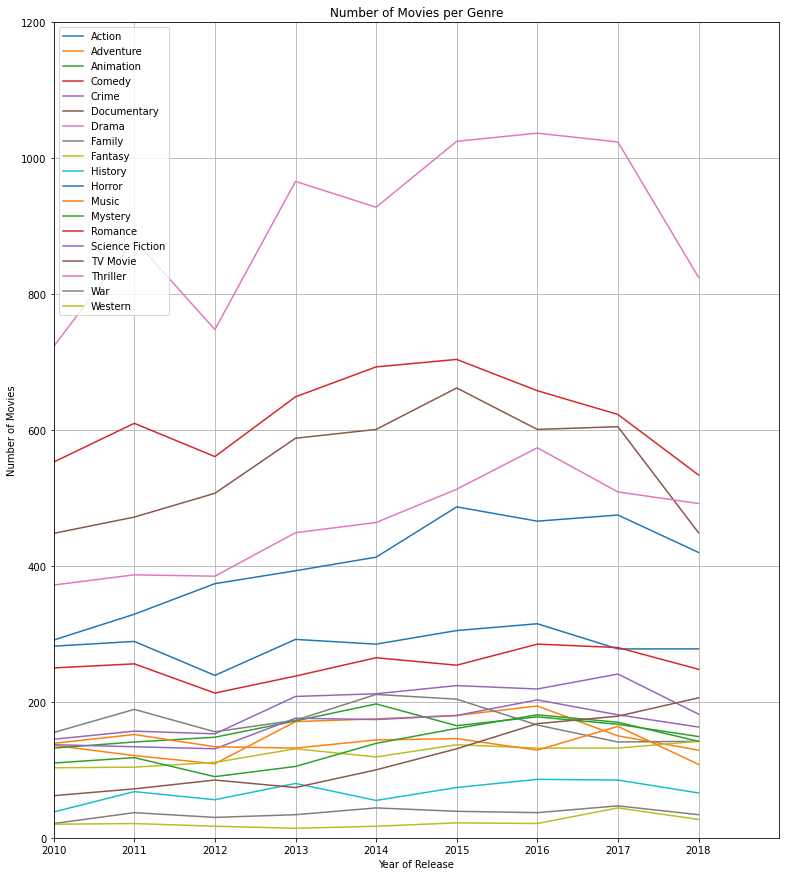 Number of Movies per Genre
1200
1000
800
600
400
200
0
Number of Movies
Action
Adventure
Animation
Comedy
Crime
Documentary
Drama
Family
Fantasy
History
Horror
Music
Mystery
Romance
Science Fiction
TV Movie
Thriller
War
Western
2010 2011 2012 2013 2014 2015 2016 2017 2018
Year of Release